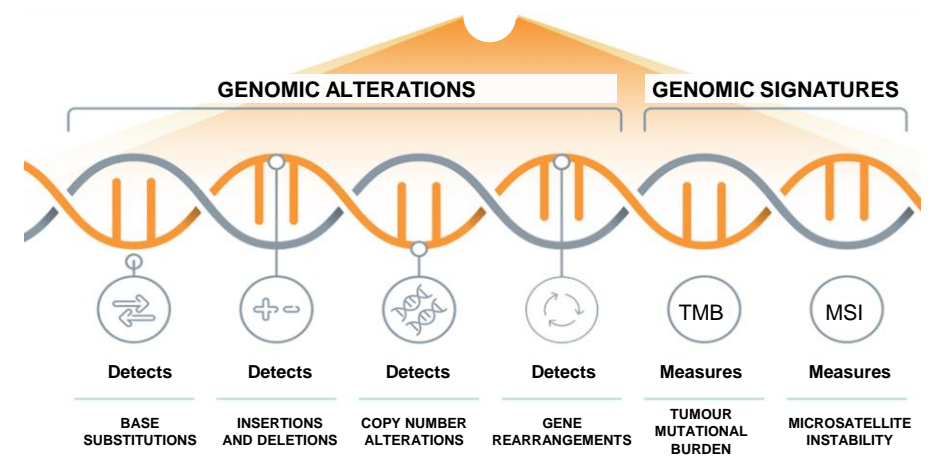 GENOMIC ALTERATIONS
GENOMIC SIGNATURES
TMB
MSI
Detects
Detects
Detects
Detects
Measures
Measures
BASE
SUBSTITUTIONS
INSERTIONS
AND DELETIONS
COPY NUMBER
ALTERATIONS
GENE
REARRANGEMENTS
TUMOUR
MUTATIONAL
BURDEN
MICROSATELLITE
INSTABILITY